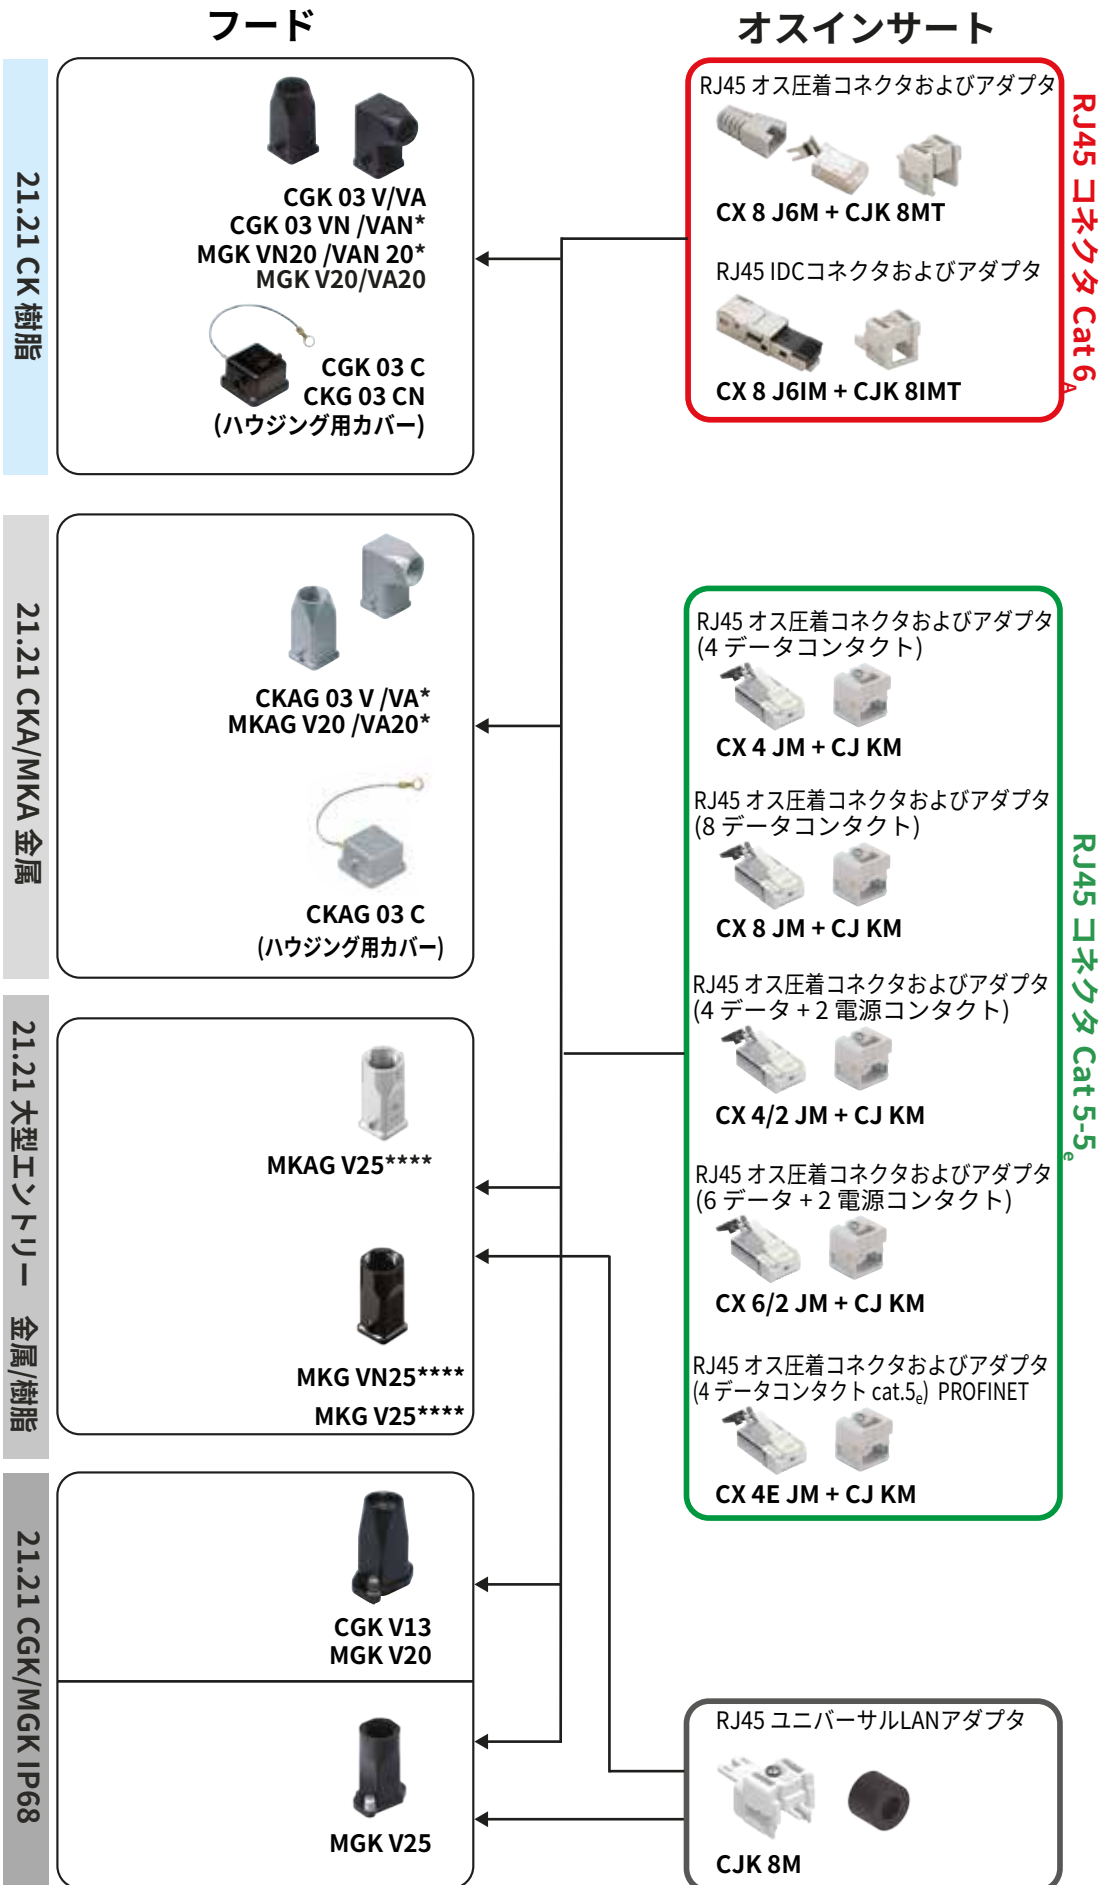 フード
オスインサート
21.21 CK 樹脂
CGK 03 V/VA
CGK 03 VN /VAN*
MGK VN20 /VAN 20*
MGK V20/VA20
CGK 03 C
CKG 03 CN
(ハウジング用カバー)
21.21 CKA/MKA 金属
CKAG 03 V /VA*
MKAG V20 /VA20*
CKAG 03 C
(ハウジング用カバー)
21.21 大型エントリー 金属/樹脂
MKAG V25****
MKG VN25****
MKG V25****
21.21 CGK/MGK IP68
CGK V13
MGK V20
MGK V25
RJ45 コネクタ Cat 6A
RJ45 オス圧着コネクタおよびアダプタ
CX 8 J6M + CJK 8MT
RJ45 IDCコネクタおよびアダプタ
CX 8 J6IM + CJK 8IMT
RJ45 コネクタ Cat 5-5e
RJ45 オス圧着コネクタおよびアダプタ
(4 データコンタクト)
CX 4 JM + CJ KM
RJ45 オス圧着コネクタおよびアダプタ
(8 データコンタクト)
CX 8 JM + CJ KM
RJ45 オス圧着コネクタおよびアダプタ
(4 データ + 2 電源コンタクト)
CX 4/2 JM + CJ KM
RJ45 オス圧着コネクタおよびアダプタ
(6 データ + 2 電源コンタクト)
CX 6/2 JM + CJ KM
RJ45 オス圧着コネクタおよびアダプタ
(4 データコンタクト cat.5e) PROFINET
CX 4E JM + CJ KM
RJ45 ユニバーサルLANアダプタ
CJK 8M